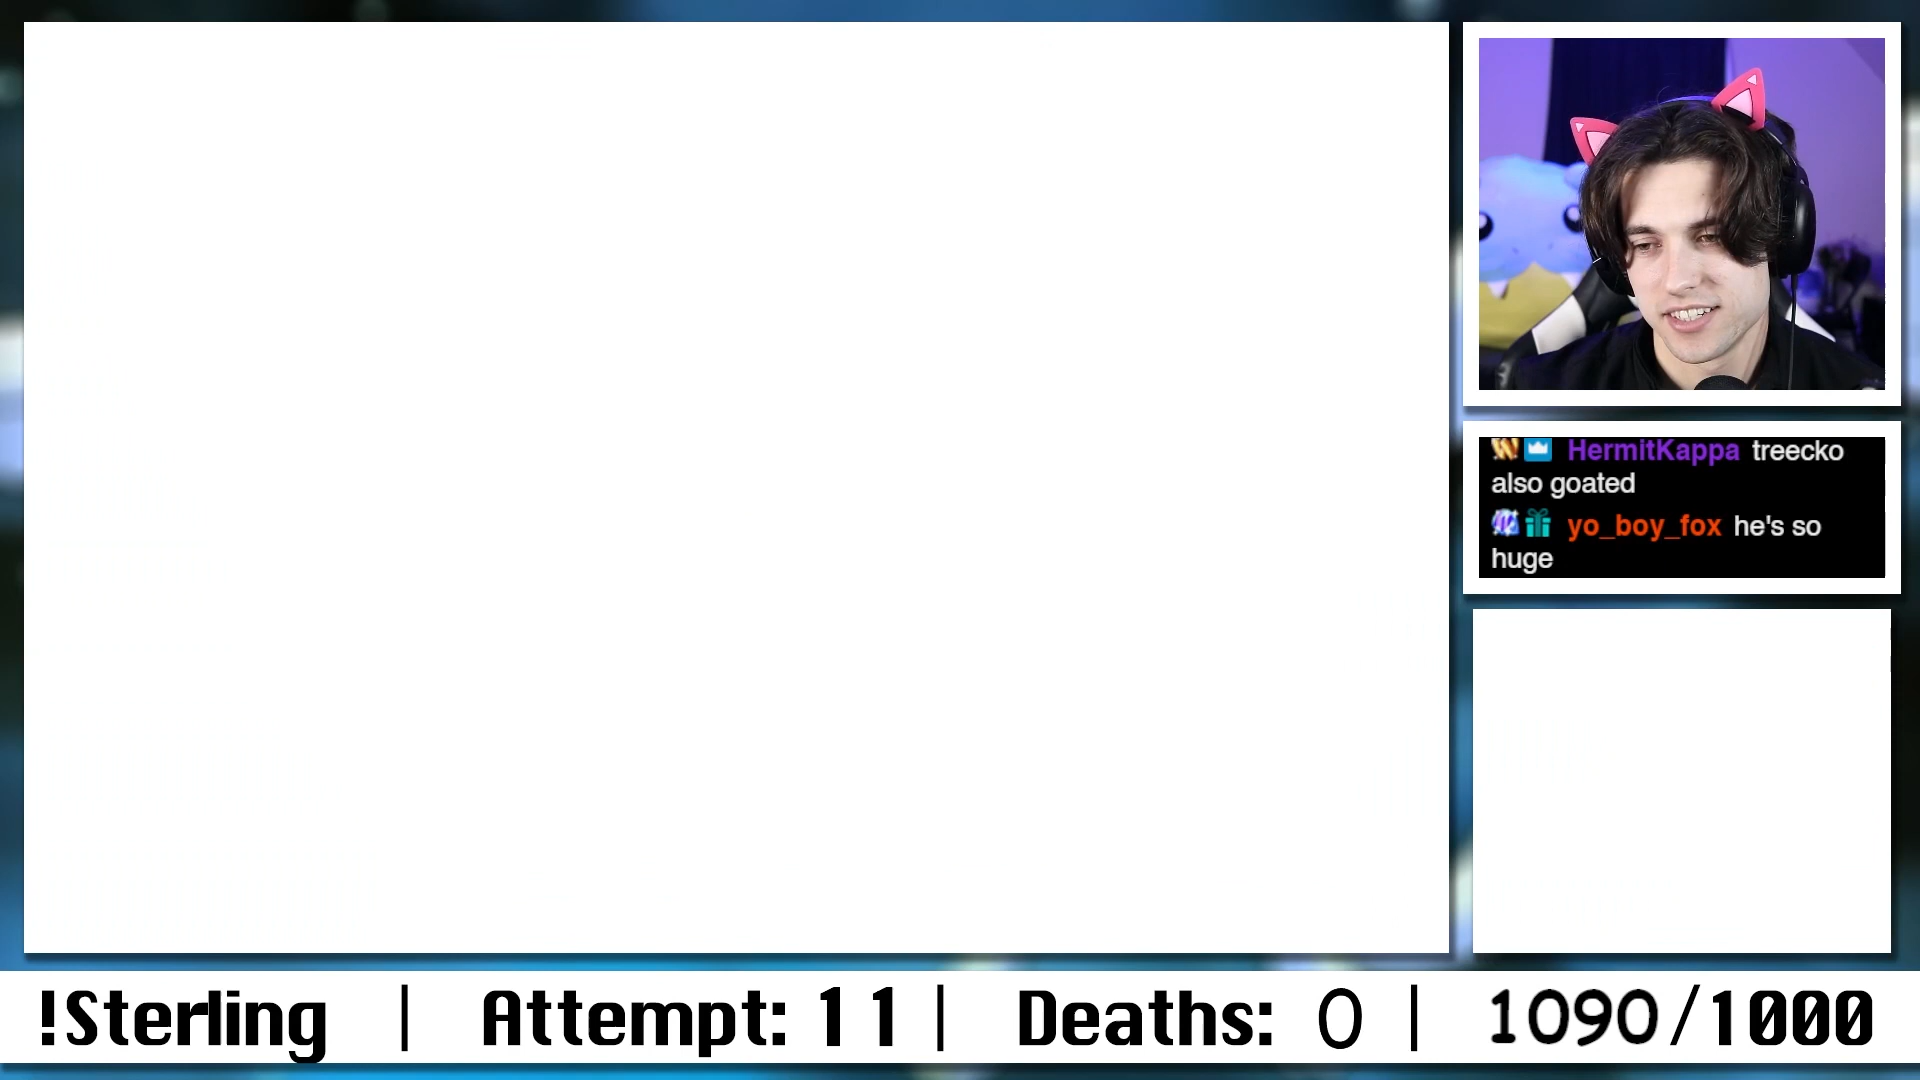 HermitKappa treecko
also goated
yo_boy_fox he's so
huge
!Sterling | Attempt: 11 | Deaths: 0 | 1090/1000